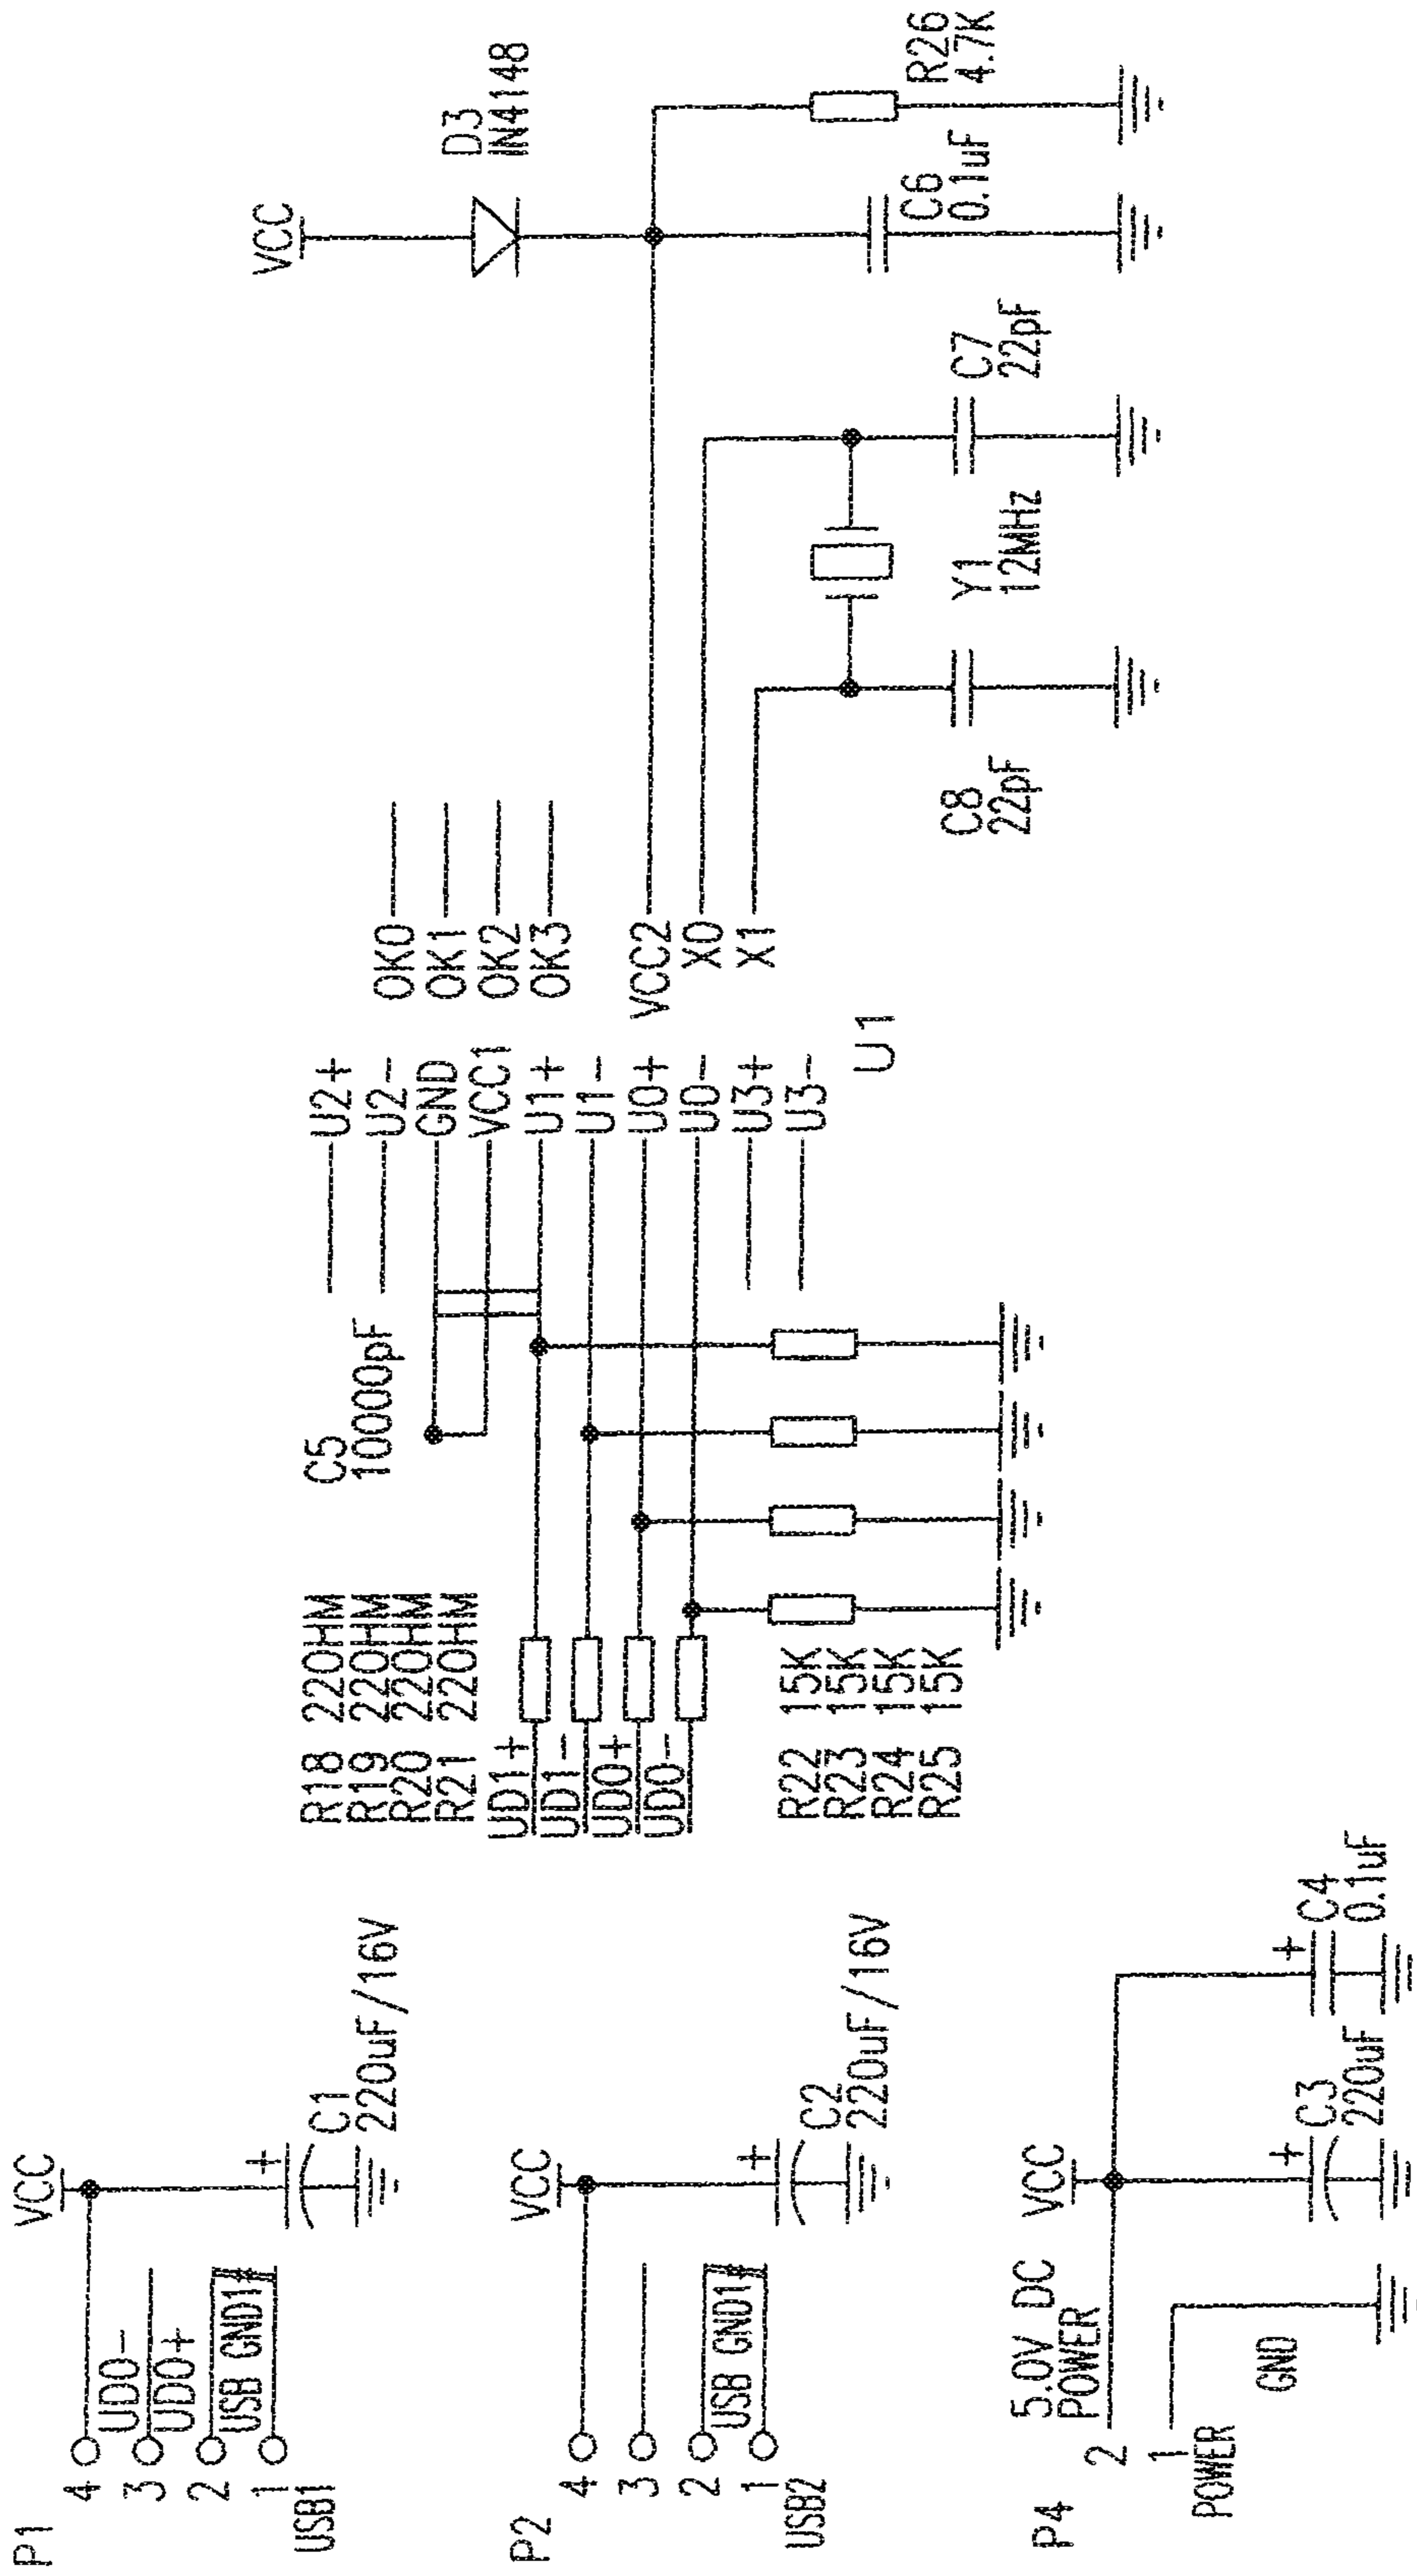 P1
4
3
2
1
USB1
UD0-
UD0+
USB GND1
VCC
+
C1
220uF/16V
P2
4
3
2
1
USB2
USB GND1
VCC
+
C2
220uF/16V
P4
2
1
POWER
5.0V DC
POWER
GND
VCC
+
C3
220uF
+
C4
0.1uF
R18 220HM
R19 220HM
R20 220HM
R21 220HM
UD1+
UD1-
UD0+
UD0-
R22 15K
R23 15K
R24 15K
R25 15K
C5
10000pF
U2+
U2-
GND
VCC1
U1+
U1-
U0+
U0-
U3+
U3-
U1
OK0
OK1
OK2
OK3
VCC2
X0
X1
C8
22pF
Y1
12MHz
C7
22pF
VCC
D3
IN4148
C6
0.1uF
R26
4.7K